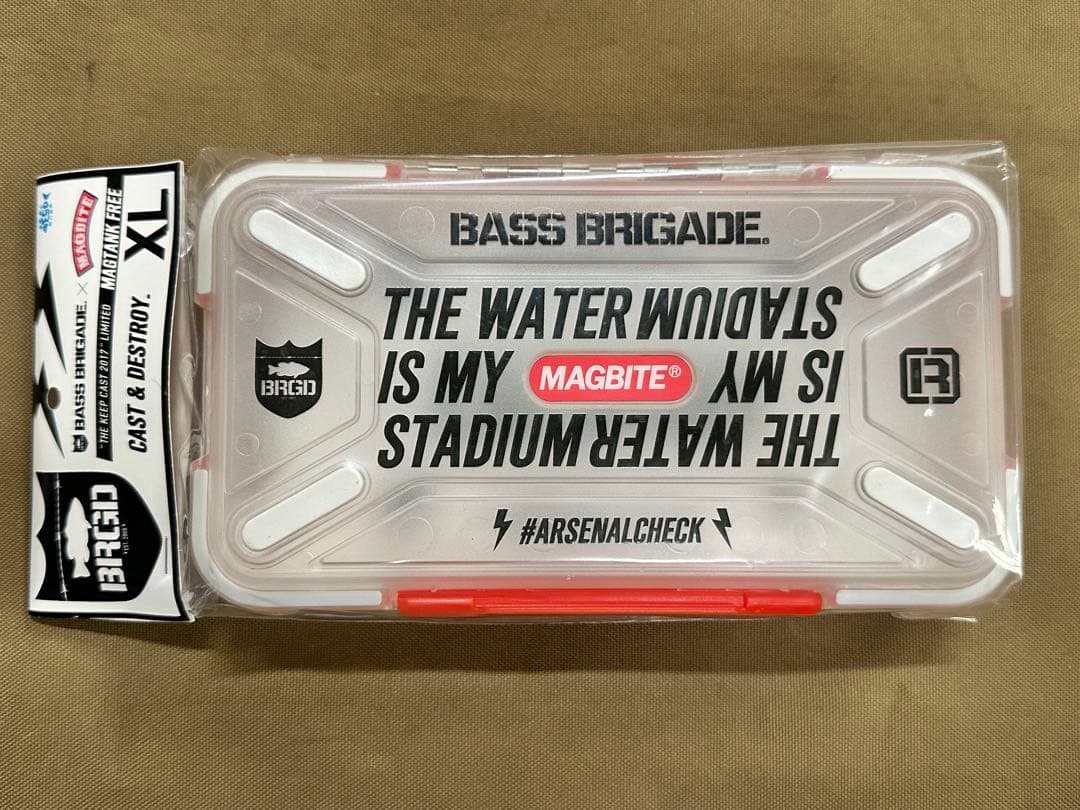 MAGBITE
BASS BRIGADE. ×
"THE KEEP CAST 2017" LIMITED
MAGTANK FREE
XL
CAST & DESTROY.
BRGD
BASS BRIGADE
THE WATER
IS MY
STADIUM
MAGBITE®
THE WATER
IS MY
STADIUM
BRGD
#ARSENALCHECK